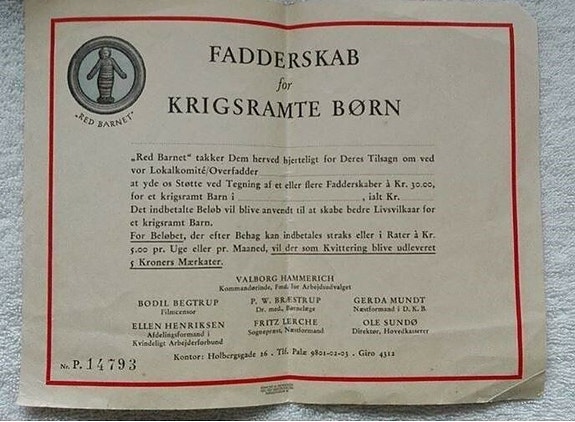 FADDERSKAB
for
KRIGSRAMTE BØRN
„RED BARNET"
„Red Barnet" takker Dem herved hjerteligt for Deres Tilsagn om ved
vor Lokalkomité/Overfadder
at yde os Støtte ved Tegning af et eller flere Fadderskaber à Kr. 30.00,
for et krigsramt Barn i , ialt Kr.
Det indbetalte Beløb vil blive anvendt til at skabe bedre Livsvilkaar for
et krigsramt Barn.
For Beløbet, der efter Behag kan indbetales straks eller i Rater à Kr.
5.00 pr. Uge eller pr. Maaned, vil der som Kvittering blive udleveret
5 Kroners Mærkater.
VALBORG HAMMERICH
Kommandørinde, Fmd. for Arbejdsudvalget
BODIL BEGTRUP
Filmcensor
P. W. BRÆSTRUP
Dr. med., Børnelæge
GERDA MUNDT
Næstformand i D. K. B.
ELLEN HENRIKSEN
Afdelingsformand i
Kvindeligt Arbejderforbund
FRITZ LERCHE
Sognepræst, Næstformand
OLE SUNDØ
Direktør, Hovedkasserer
Kontor: Holbergsgade 16 . Tlf. Palæ 9801-02-03 . Giro 4312
Nr. P. 14793